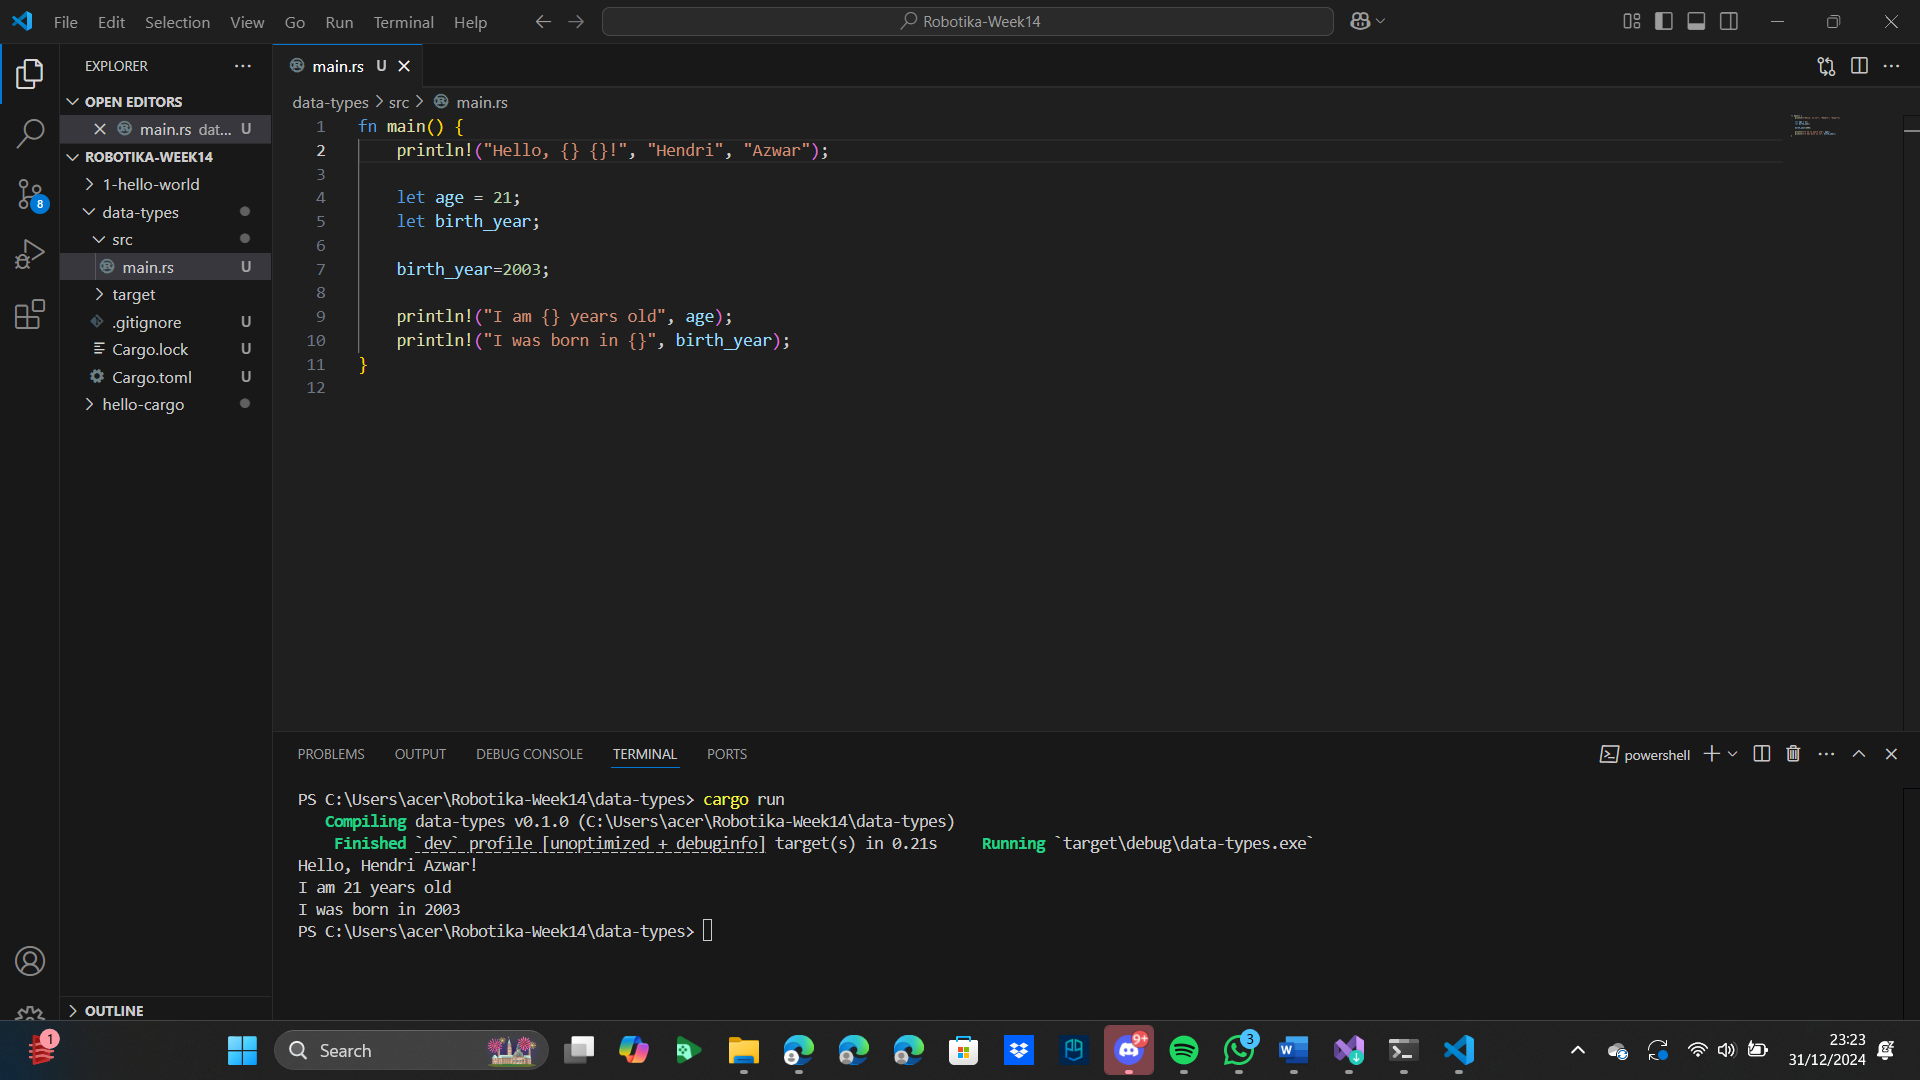 File Edit Selection View Go Run Terminal Help
Robotika-Week14
EXPLORER
OPEN EDITORS
main.rs dat... U
ROBOTIKA-WEEK14
1-hello-world
data-types
src
main.rs U
target
.gitignore U
Cargo.lock U
Cargo.toml U
hello-cargo
OUTLINE
8
main.rs U
data-types > src > main.rs
1 fn main() {
2 println!("Hello, {} {}!", "Hendri", "Azwar");
3
4 let age = 21;
5 let birth_year;
6
7 birth_year=2003;
8
9 println!("I am {} years old", age);
10 println!("I was born in {}", birth_year);
11 }
12
PROBLEMS OUTPUT DEBUG CONSOLE TERMINAL PORTS
powershell
PS C:\Users\acer\Robotika-Week14\data-types> cargo run
Compiling data-types v0.1.0 (C:\Users\acer\Robotika-Week14\data-types)
Finished `dev` profile [unoptimized + debuginfo] target(s) in 0.21s Running `target\debug\data-types.exe`
Hello, Hendri Azwar!
I am 21 years old
I was born in 2003
PS C:\Users\acer\Robotika-Week14\data-types>
1
Search
9+
3
23:23
31/12/2024